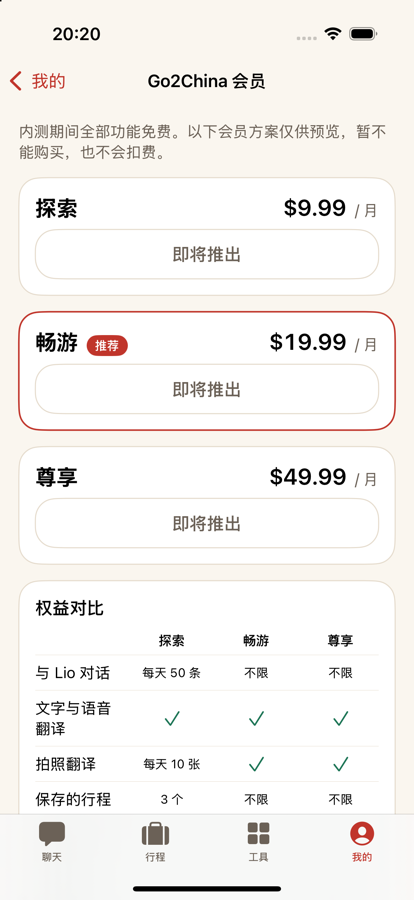 20:20
我的
Go2China 会员
内测期间全部功能免费。以下会员方案仅供预览，暂不
能购买，也不会扣费。
探索 $9.99 / 月
即将推出
畅游 推荐 $19.99 / 月
即将推出
尊享 $49.99 / 月
即将推出
权益对比
探索 畅游 尊享
与 Lio 对话 每天 50 条 不限 不限
文字与语音
翻译
拍照翻译 每天 10 张
保存的行程 3 个 不限 不限
聊天 行程 工具 我的